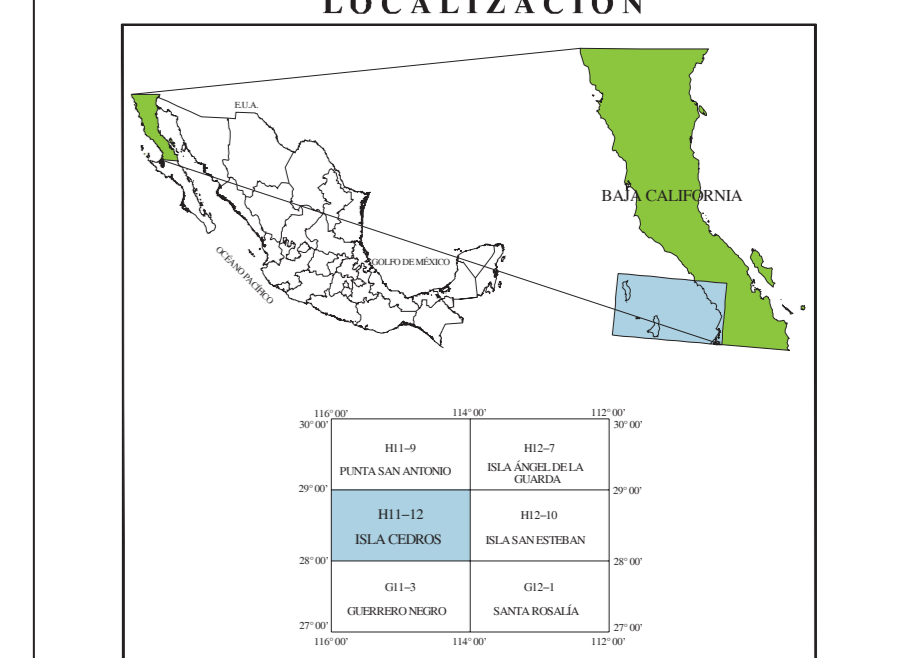 LOCALIZACIÓN
E.U.A.
BAJA CALIFORNIA
OCÉANO PACÍFICO
GOLFO DE MÉXICO
116° 00’ 114° 00’ 112° 00’
30° 00’ 30° 00’
H11–9 H12–7
PUNTA SAN ANTONIO ISLA ÁNGEL DE LA
GUARDA
29° 00’ 29° 00’
H11–12 H12–10
ISLA CEDROS ISLA SAN ESTEBAN
28° 00’ 28° 00’
G11–3 G12–1
GUERRERO NEGRO SANTA ROSALÍA
27° 00’ 27° 00’
116° 00’ 114° 00’ 112° 00’